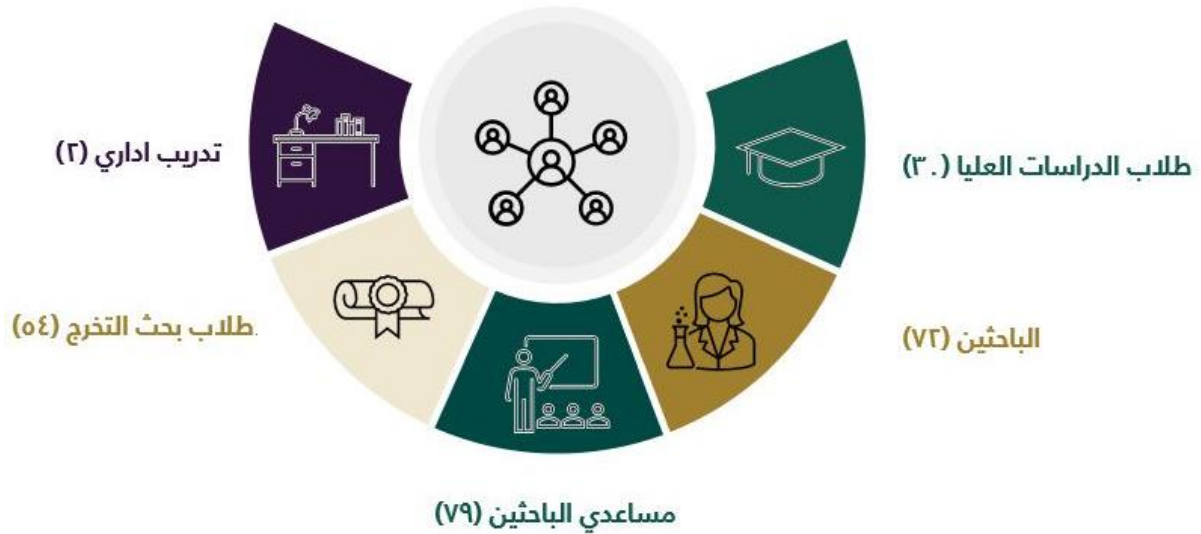 تدريب اداري (٢)
طلاب الدراسات العليا (٣٠)
طلاب بحث التخرج (٥٤)
الباحثين (٧٢)
مساعدي الباحثين (٧٩)